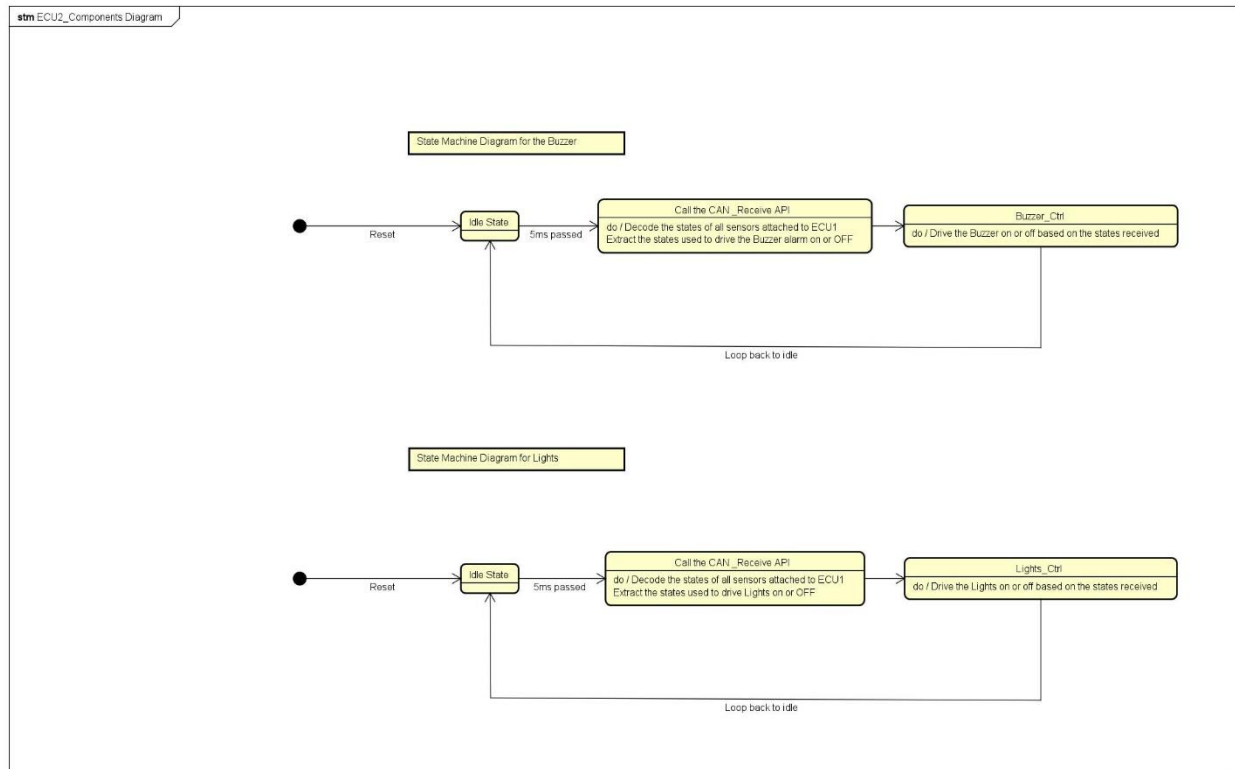 stm ECU2_Components Diagram
State Machine Diagram for the Buzzer
Reset
Idle State
5ms passed
Call the CAN _Receive API
do / Decode the states of all sensors attached to ECU1
Extract the states used to drive the Buzzer alarm on or OFF
Buzzer_Ctrl
do / Drive the Buzzer on or off based on the states received
Loop back to idle
State Machine Diagram for Lights
Reset
Idle State
5ms passed
Call the CAN _Receive API
do / Decode the states of all sensors attached to ECU1
Extract the states used to drive Lights on or OFF
Lights_Ctrl
do / Drive the Lights on or off based on the states received
Loop back to idle